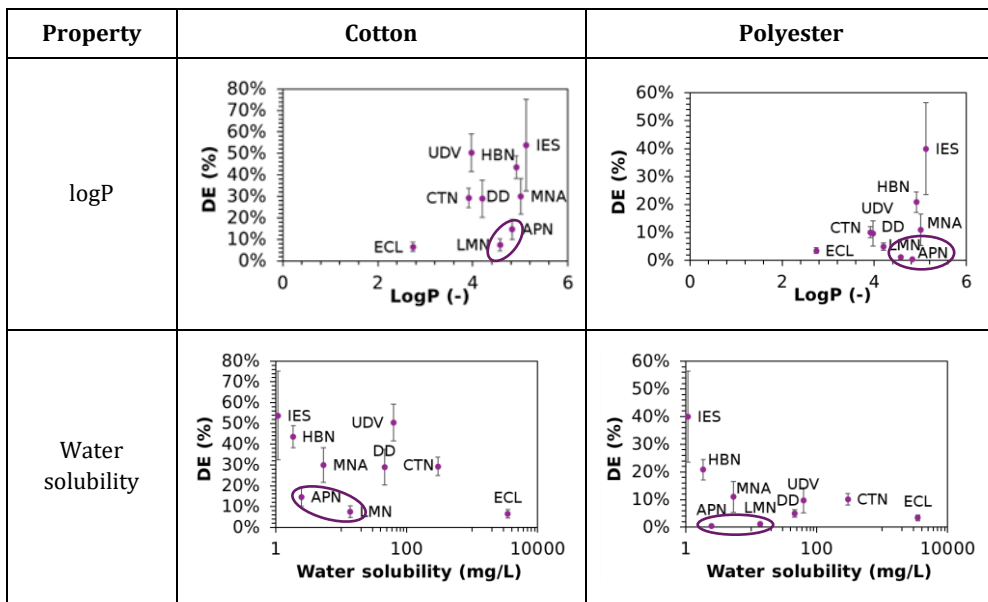 Property Cotton Polyester
logP
80%
70%
60%
50%
40%
30%
20%
10%
0%
DE (%)
UDV HBN IES
CTN DD MNA
APN
ECL LMN
0 2 4 6
LogP (-)
60%
50%
40%
30%
20%
10%
0%
DE (%)
IES
HBN
UDV
CTN DD MNA
ECL LMN APN
0 2 4 6
LogP (-)
Water
solubility
80%
70%
60%
50%
40%
30%
20%
10%
0%
DE (%)
IES UDV
HBN
DD
MNA CTN
APN
LMN ECL
1 100 10000
Water solubility (mg/L)
60%
50%
40%
30%
20%
10%
0%
DE (%)
IES
HBN
MNA UDV
APN LMN DD CTN ECL
1 100 10000
Water solubility (mg/L)